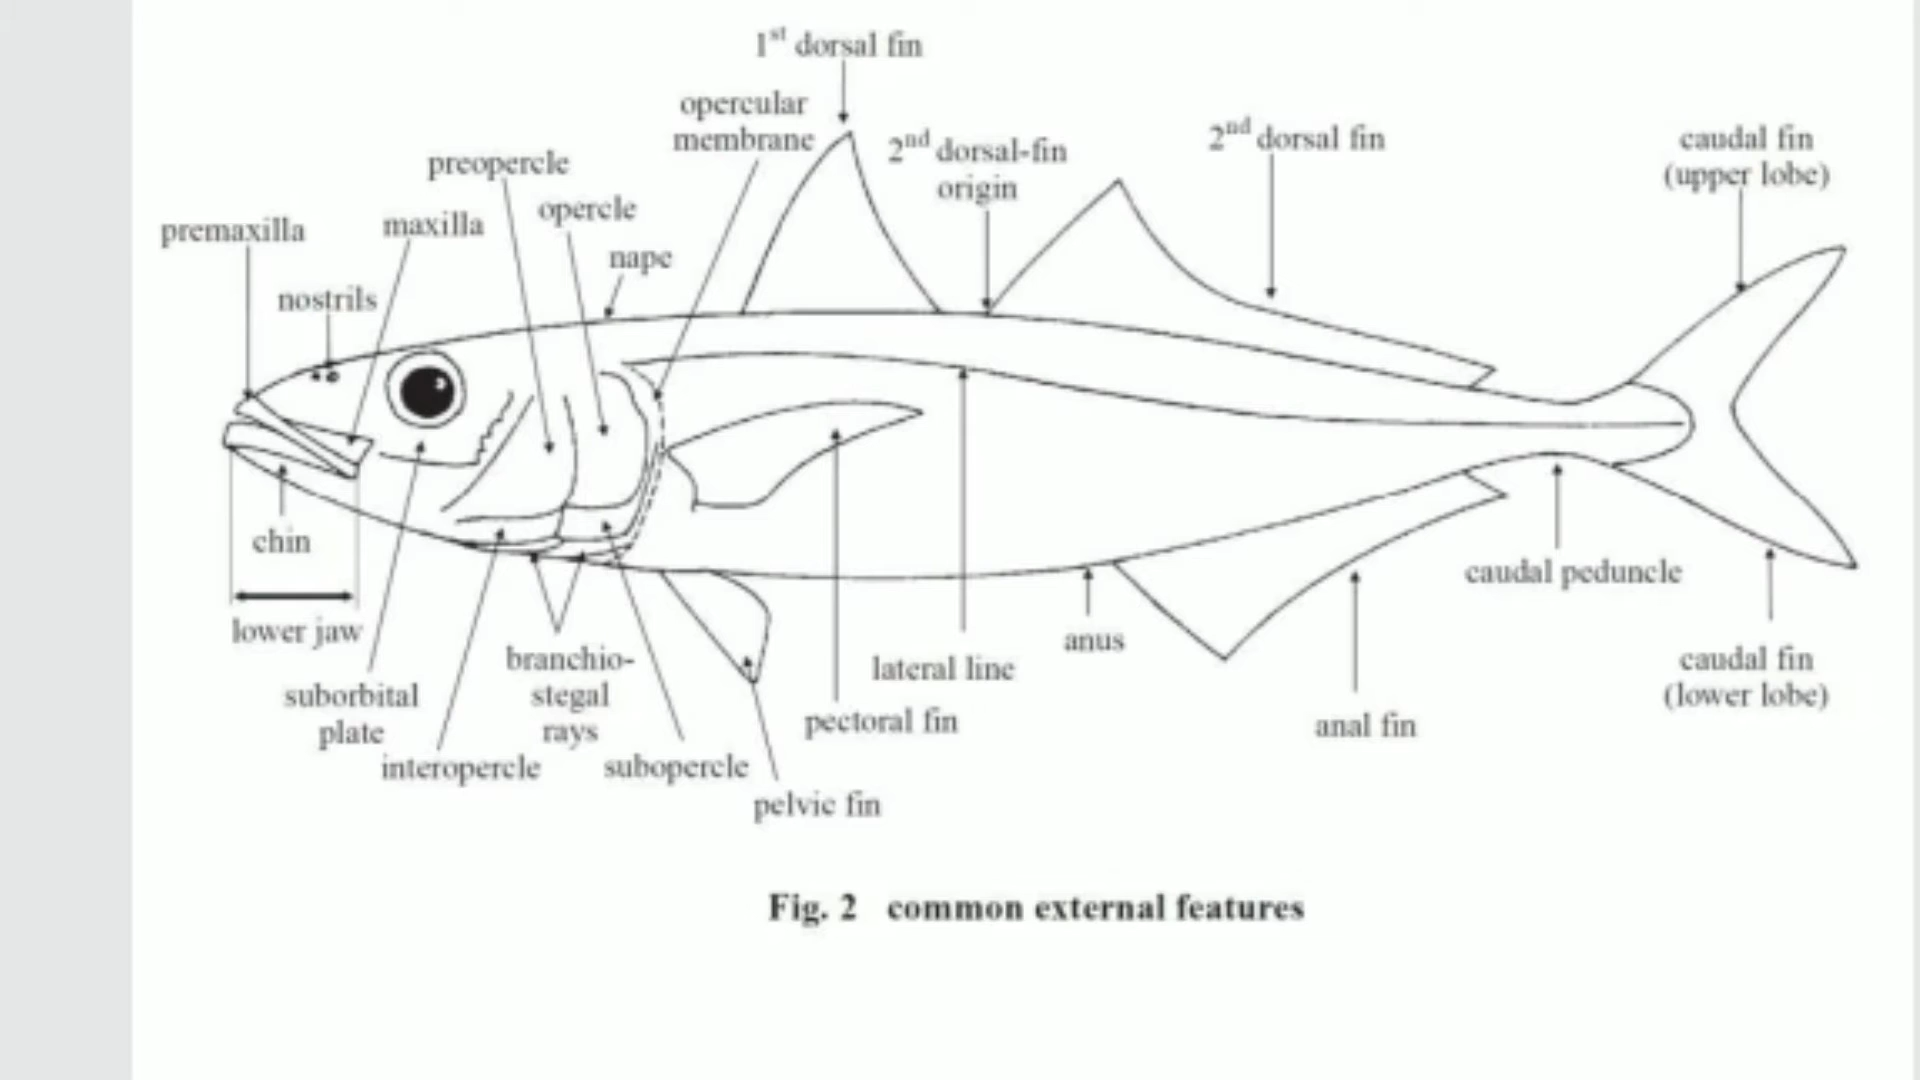 1st dorsal fin
opercular
membrane
2nd dorsal-fin
origin
2nd dorsal fin
caudal fin
(upper lobe)
preopercle
opercle
premaxilla
maxilla
nape
nostrils
chin
lower jaw
suborbital
plate
interopercle
branchio-
stegal
rays
subopercle
pelvic fin
pectoral fin
lateral line
anus
anal fin
caudal peduncle
caudal fin
(lower lobe)
Fig. 2 common external features